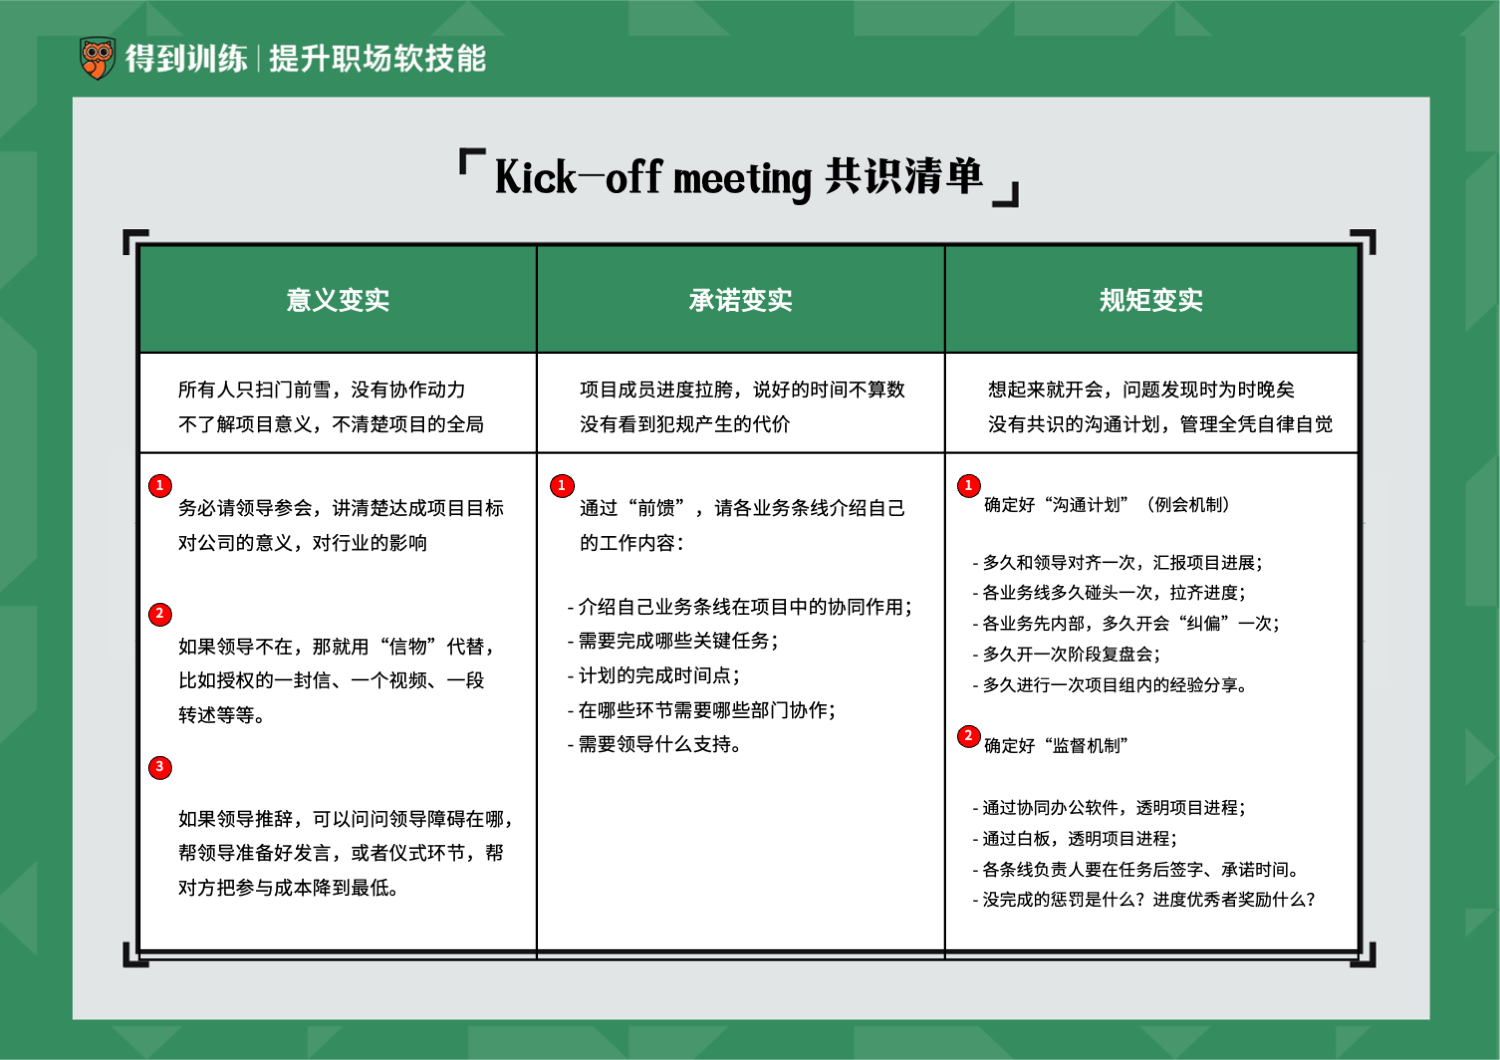 得到训练|提升职场软技能
「Kick-off meeting 共识清单」
意义变实
承诺变实
规矩变实
所有人只扫门前雪，没有协作动力
不了解项目意义，不清楚项目的全局
项目成员进度拉胯，说好的时间不算数
没有看到犯规产生的代价
想起来就开会，问题发现时为时晚矣
没有共识的沟通计划，管理全凭自律自觉
1
务必请领导参会，讲清楚达成项目目标
对公司的意义，对行业的影响
2
如果领导不在，那就用“信物”代替，
比如授权的一封信、一个视频、一段
转述等等。
3
如果领导推辞，可以问问领导障碍在哪，
帮领导准备好发言，或者仪式环节，帮
对方把参与成本降到最低。
1
通过“前馈”，请各业务条线介绍自己
的工作内容：
- 介绍自己业务条线在项目中的协同作用；
- 需要完成哪些关键任务；
- 计划的完成时间点；
- 在哪些环节需要哪些部门协作；
- 需要领导什么支持。
1
确定好“沟通计划”（例会机制）
- 多久和领导对齐一次，汇报项目进展；
- 各业务线多久碰头一次，拉齐进度；
- 各业务先内部，多久开会“纠偏”一次；
- 多久开一次阶段复盘会；
- 多久进行一次项目组内的经验分享。
2
确定好“监督机制”
- 通过协同办公软件，透明项目进程；
- 通过白板，透明项目进程；
- 各条线负责人要在任务后签字、承诺时间。
- 没完成的惩罚是什么？进度优秀者奖励什么？